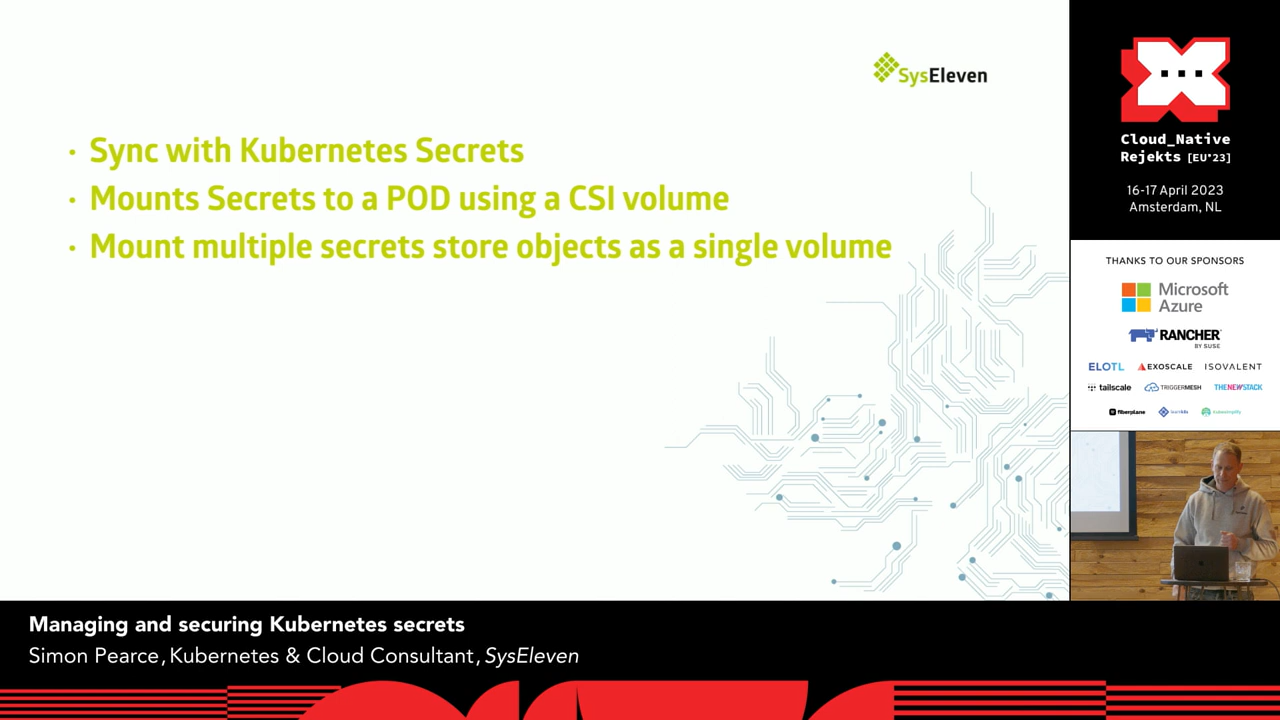 SysEleven
• Sync with Kubernetes Secrets
• Mounts Secrets to a POD using a CSI volume
• Mount multiple secrets store objects as a single volume
Cloud_Native
Rejekts [EU'23]
16-17 April 2023
Amsterdam, NL
THANKS TO OUR SPONSORS
Microsoft
Azure
RANCHER
BY SUSE
ELOTL EXOSCALE ISOVALENT
tailscale TRIGGERMESH THENEWSTACK
fiberplane kubesimplify
Managing and securing Kubernetes secrets
Simon Pearce, Kubernetes & Cloud Consultant, SysEleven